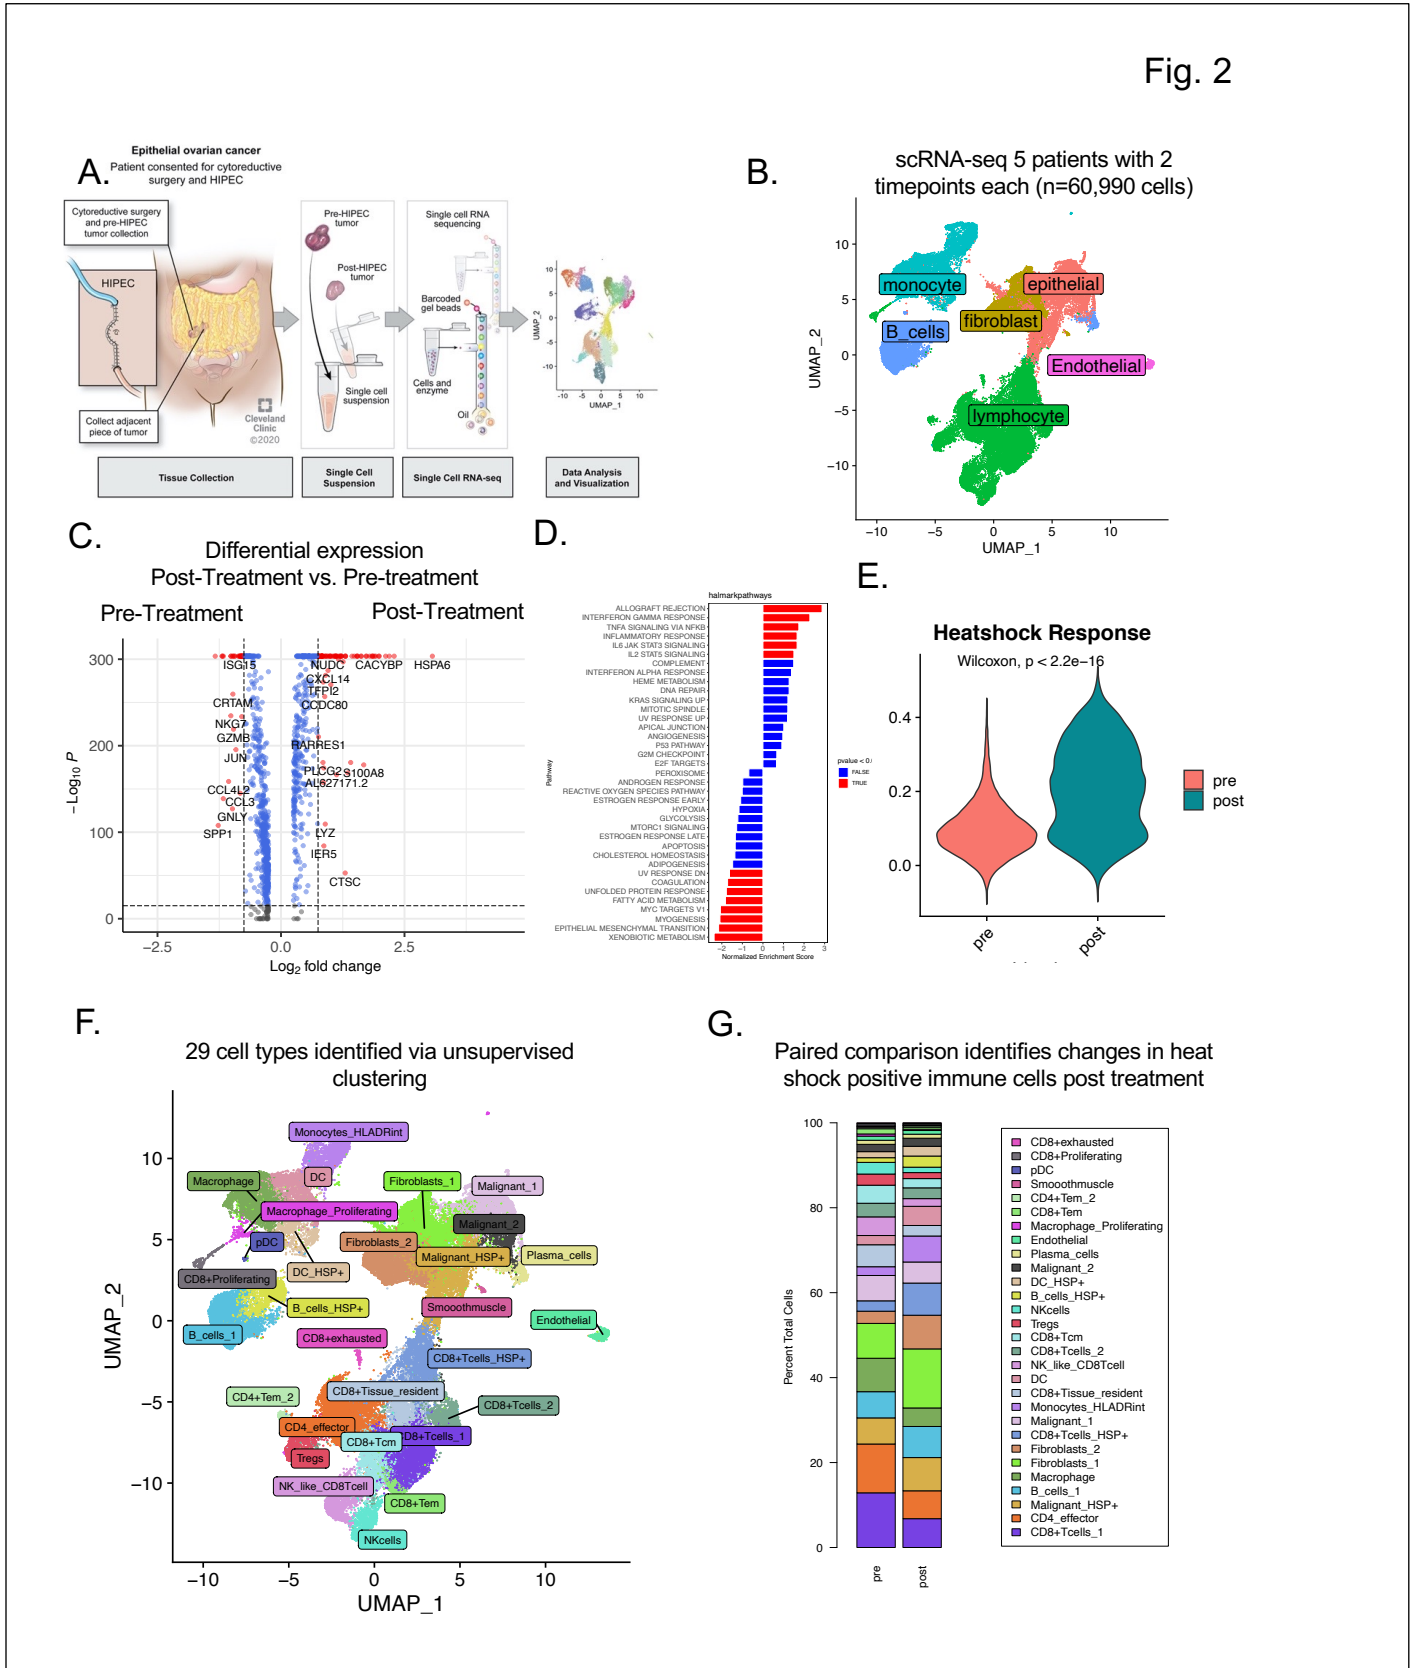 Fig. 2
A.
Epithelial ovarian cancer
Patient consented for cytoreductive
surgery and HIPEC
Cytoreductive surgery
and pre-HIPEC
tumor collection
HIPEC
Collect adjacent
piece of tumor
Cleveland
Clinic
©2020
Pre-HIPEC
tumor
Post-HIPEC
tumor
Single cell
suspension
Single cell RNA
sequencing
Barcoded
gel beads
Cells and
enzyme
Oil
UMAP_2
10
5
0
-5
-10
-10
-5
0
5
10
UMAP_1
Tissue Collection
Single Cell
Suspension
Single Cell RNA-seq
Data Analysis
and Visualization
B.
scRNA-seq 5 patients with 2
timepoints each (n=60,990 cells)
monocyte
epithelial
fibroblast
B_cells
Endothelial
lymphocyte
UMAP_2
10
5
0
−5
−10
−10
−5
0
5
10
UMAP_1
C.
Differential expression
Post-Treatment vs. Pre-treatment
Pre-Treatment
Post-Treatment
−Log10 P
300
200
100
0
ISG15
NUDC
CACYBP
HSPA6
CXCL14
TFPI2
CRTAM
CCDC80
NKG7
GZMB
RARRES1
JUN
PLCG2
S100A8
AL627171.2
CCL4L2
CCL3
GNLY
SPP1
LYZ
IER5
CTSC
−2.5
0.0
2.5
Log2 fold change
D.
halmarkpathways
Pathway
ALLOGRAFT REJECTION
INTERFERON GAMMA RESPONSE
TNFA SIGNALING VIA NFKB
INFLAMMATORY RESPONSE
IL6 JAK STAT3 SIGNALING
IL2 STAT5 SIGNALING
COMPLEMENT
INTERFERON ALPHA RESPONSE
HEME METABOLISM
DNA REPAIR
KRAS SIGNALING UP
MITOTIC SPINDLE
UV RESPONSE UP
APICAL JUNCTION
ANGIOGENESIS
P53 PATHWAY
G2M CHECKPOINT
E2F TARGETS
PEROXISOME
ANDROGEN RESPONSE
REACTIVE OXYGEN SPECIES PATHWAY
ESTROGEN RESPONSE EARLY
HYPOXIA
GLYCOLYSIS
MTORC1 SIGNALING
ESTROGEN RESPONSE LATE
APOPTOSIS
CHOLESTEROL HOMEOSTASIS
ADIPOGENESIS
UV RESPONSE DN
COAGULATION
UNFOLDED PROTEIN RESPONSE
FATTY ACID METABOLISM
MYC TARGETS V1
MYOGENESIS
EPITHELIAL MESENCHYMAL TRANSITION
XENOBIOTIC METABOLISM
−2
−1
0
1
2
3
Normalized Enrichment Score
pvalue < 0.
FALSE
TRUE
E.
Heatshock Response
Wilcoxon, p < 2.2e−16
0.4
0.2
0.0
pre
post
pre
post
F.
29 cell types identified via unsupervised
clustering
Monocytes_HLADRint
Macrophage
DC
Fibroblasts_1
Malignant_1
Macrophage_Proliferating
Malignant_2
pDC
Fibroblasts_2
Malignant_HSP+
Plasma_cells
CD8+Proliferating
DC_HSP+
B_cells_HSP+
Smooothmuscle
Endothelial
B_cells_1
CD8+exhausted
CD8+Tcells_HSP+
CD4+Tem_2
CD8+Tissue_resident
CD8+Tcells_2
CD4_effector
CD8+Tcm
CD8+Tcells_1
Tregs
NK_like_CD8Tcell
CD8+Tem
NKcells
UMAP_2
10
5
0
−5
−10
−10
−5
0
5
10
UMAP_1
G.
Paired comparison identifies changes in heat
shock positive immune cells post treatment
Percent Total Cells
100
80
60
40
20
0
pre
post
CD8+exhausted
CD8+Proliferating
pDC
Smooothmuscle
CD4+Tem_2
CD8+Tem
Macrophage_Proliferating
Endothelial
Plasma_cells
Malignant_2
DC_HSP+
B_cells_HSP+
NKcells
Tregs
CD8+Tcm
CD8+Tcells_2
NK_like_CD8Tcell
DC
CD8+Tissue_resident
Monocytes_HLADRint
Malignant_1
CD8+Tcells_HSP+
Fibroblasts_2
Fibroblasts_1
Macrophage
B_cells_1
Malignant_HSP+
CD4_effector
CD8+Tcells_1